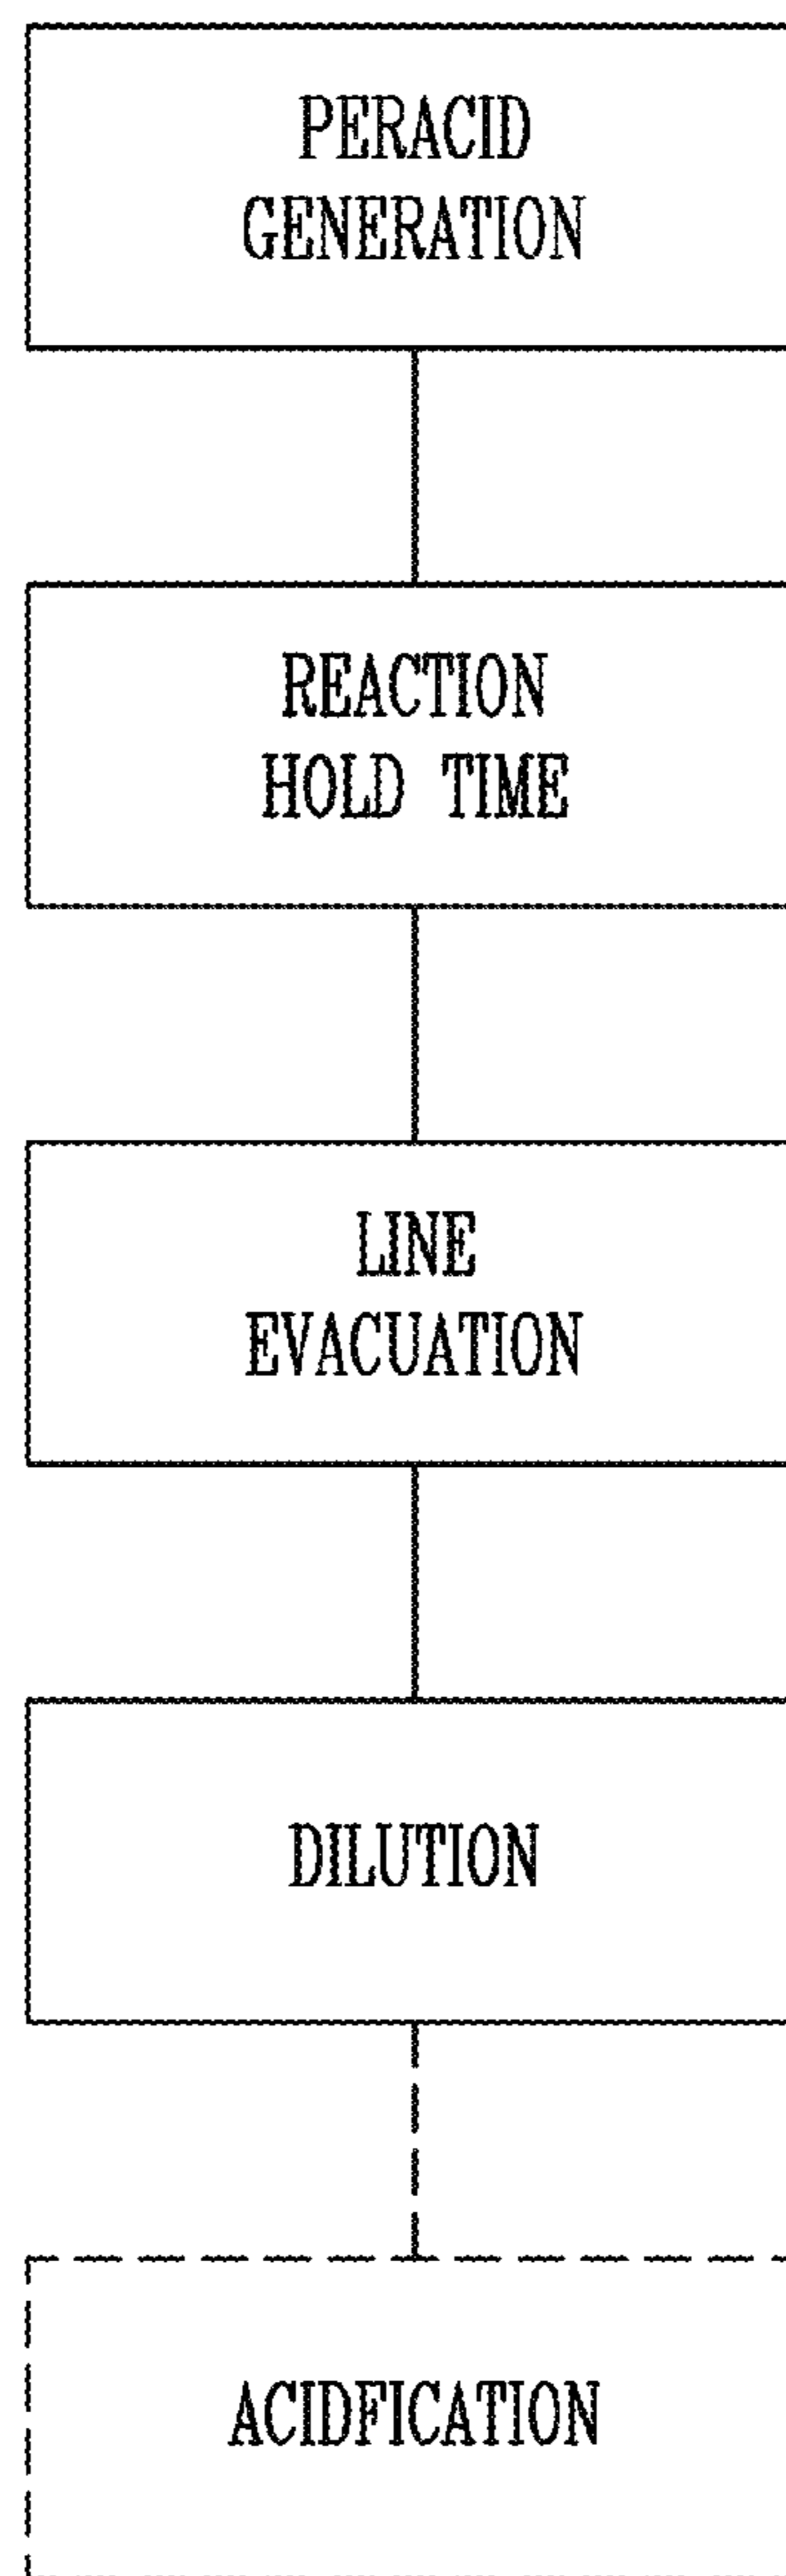 PERACID
GENERATION
REACTION
HOLD TIME
LINE
EVACUATION
DILUTION
ACIDFICATION